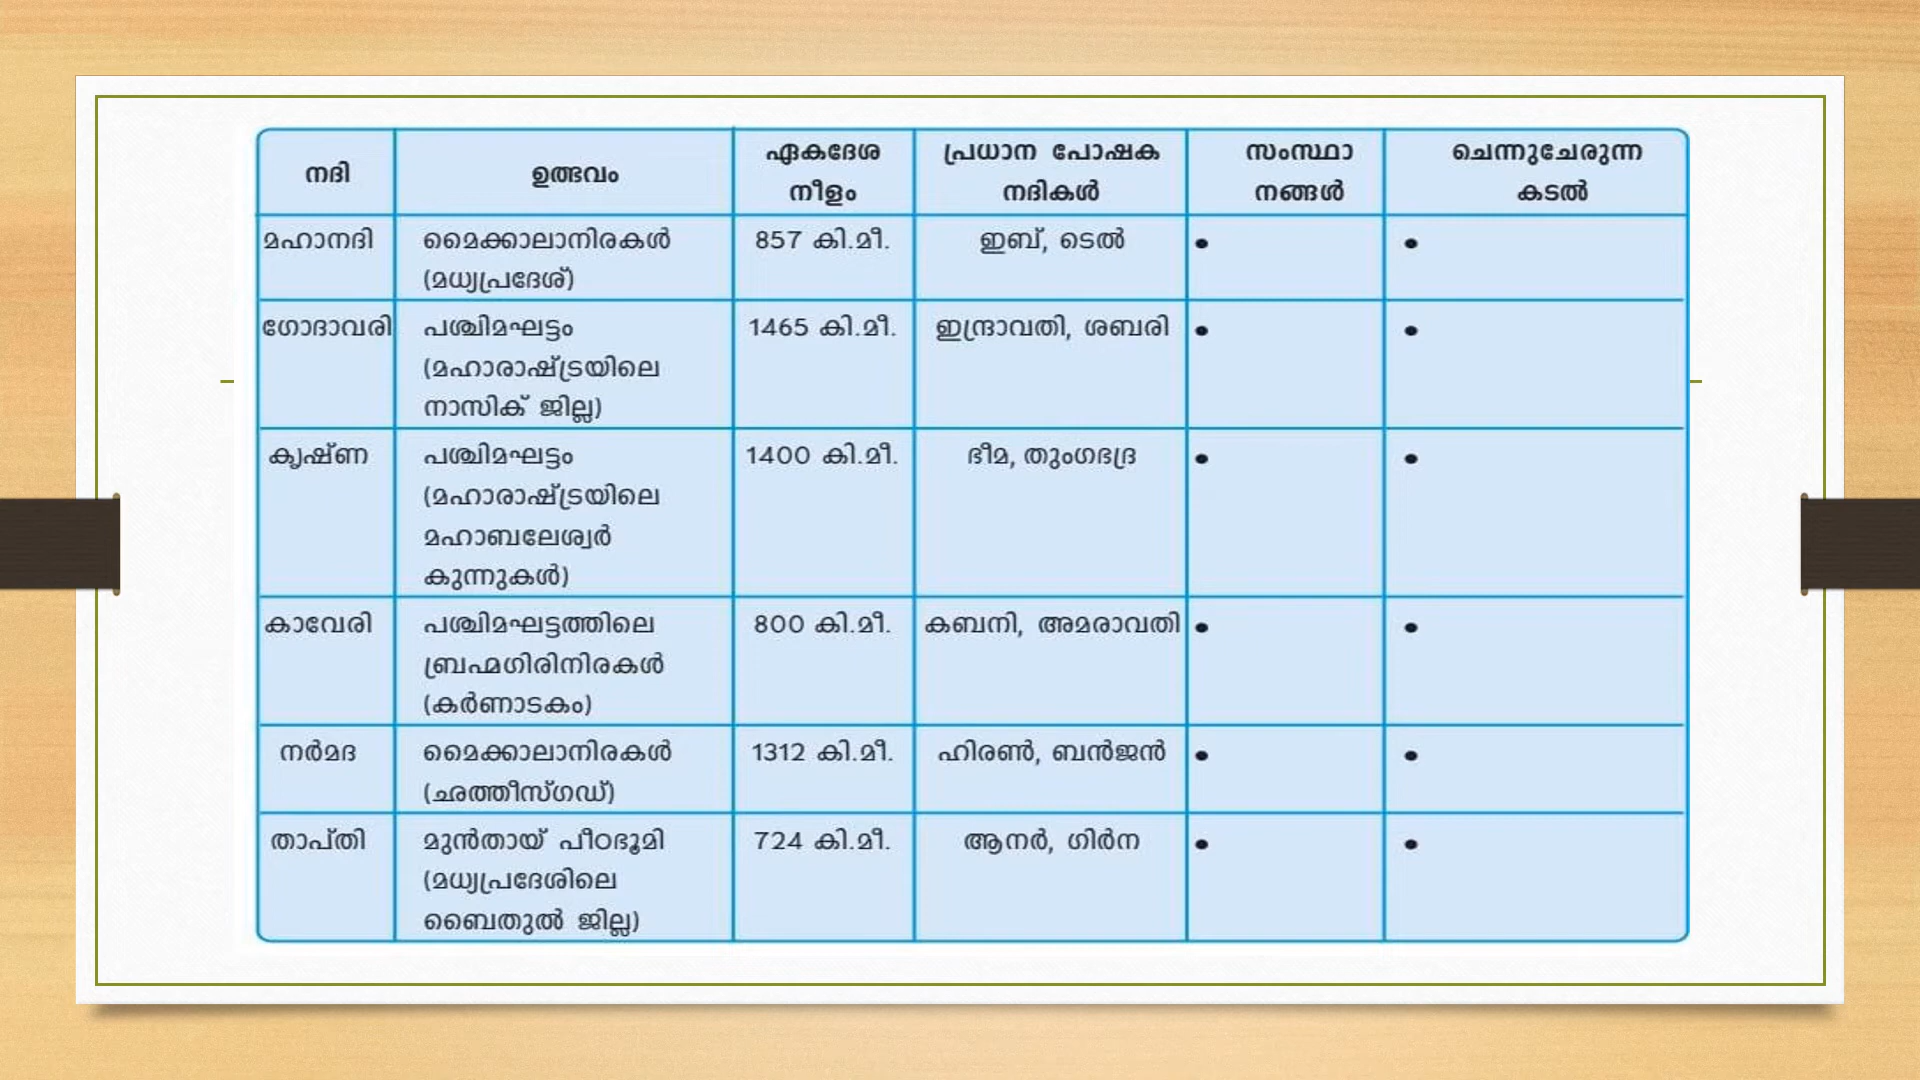 നദി
ഉത്ഭവം
ഏകദേശ
നീളം
പ്രധാന പോഷക
നദികൾ
സംസ്ഥാ
നങ്ങൾ
ചെന്നുചേരുന്ന
കടൽ
മഹാനദി
മൈക്കാലാനിരകൾ
(മധ്യപ്രദേശ്)
857 കി.മീ.
ഇബ്, ടെൽ
•
•
ഗോദാവരി
പശ്ചിമഘട്ടം
(മഹാരാഷ്ട്രയിലെ
നാസിക് ജില്ല)
1465 കി.മീ.
ഇന്ദ്രാവതി, ശബരി
•
•
കൃഷ്ണ
പശ്ചിമഘട്ടം
(മഹാരാഷ്ട്രയിലെ
മഹാബലേശ്വർ
കുന്നുകൾ)
1400 കി.മീ.
ഭീമ, തുംഗഭദ്ര
•
•
കാവേരി
പശ്ചിമഘട്ടത്തിലെ
ബ്രഹ്മഗിരിനിരകൾ
(കർണാടകം)
800 കി.മീ.
കബനി, അമരാവതി
•
•
നർമദ
മൈക്കാലാനിരകൾ
(ഛത്തീസ്ഗഡ്)
1312 കി.മീ.
ഹിരൺ, ബൻജൻ
•
•
താപ്തി
മുൻതായ് പീഠഭൂമി
(മധ്യപ്രദേശിലെ
ബൈതുൽ ജില്ല)
724 കി.മീ.
ആനർ, ഗിർന
•
•